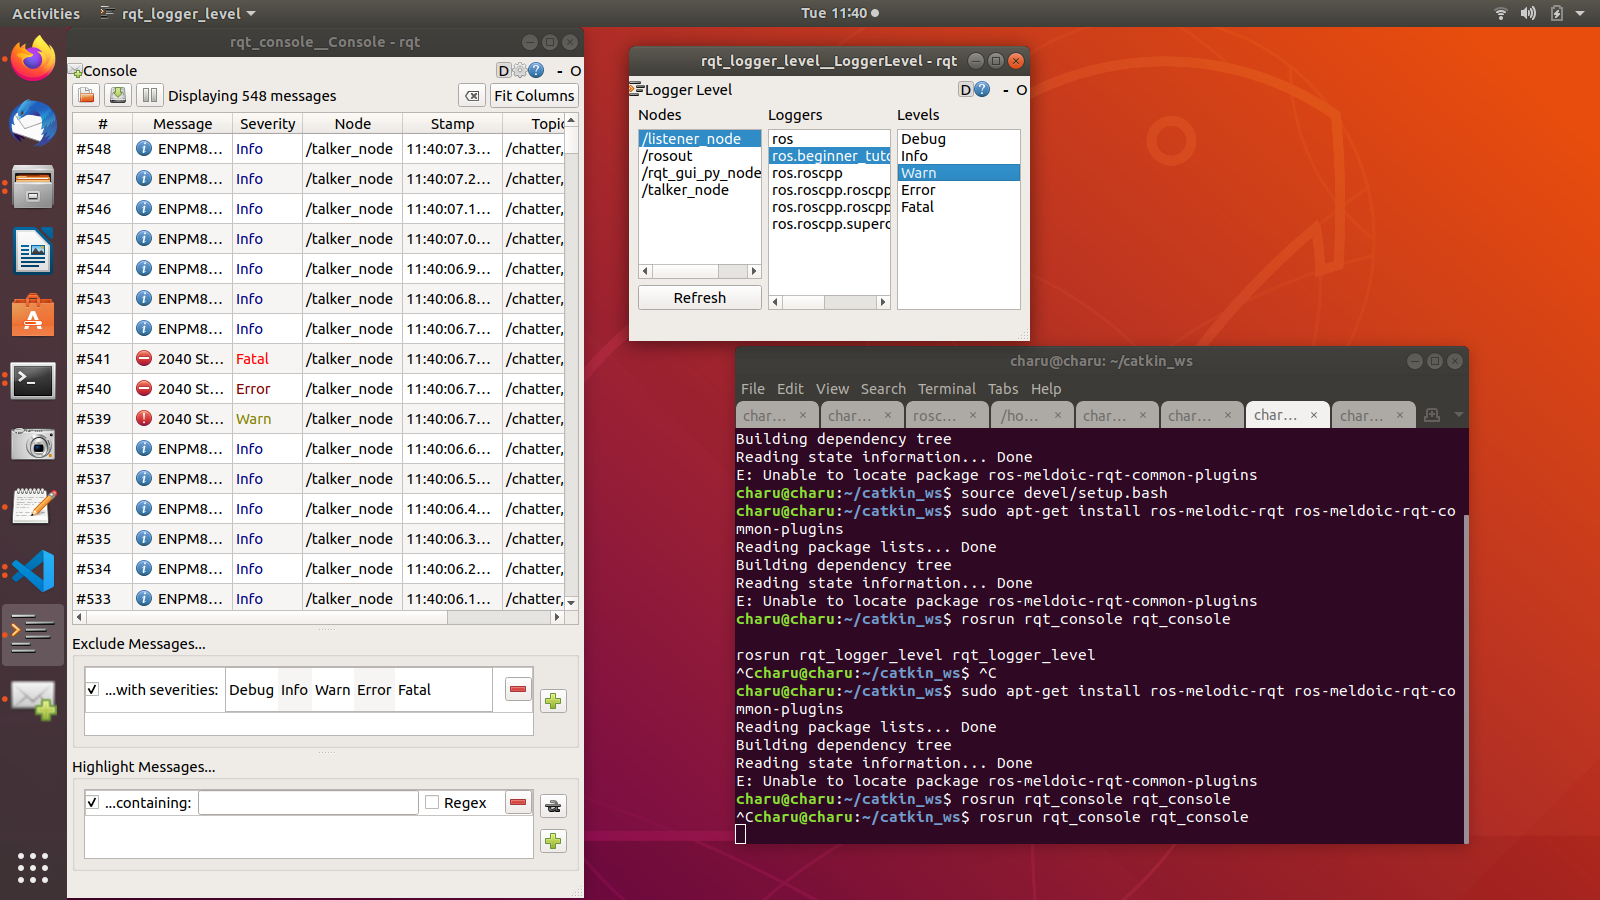 Activities rqt_logger_level Tue 11:40
rqt_console__Console - rqt
Console D - O
Displaying 548 messages Fit Columns
# Message Severity Node Stamp Topic
#548 ENPM8... Info /talker_node 11:40:07.3... /chatter,
#547 ENPM8... Info /talker_node 11:40:07.2... /chatter,
#546 ENPM8... Info /talker_node 11:40:07.1... /chatter,
#545 ENPM8... Info /talker_node 11:40:07.0... /chatter,
#544 ENPM8... Info /talker_node 11:40:06.9... /chatter,
#543 ENPM8... Info /talker_node 11:40:06.8... /chatter,
#542 ENPM8... Info /talker_node 11:40:06.7... /chatter,
#541 2040 St... Fatal /talker_node 11:40:06.7... /chatter,
#540 2040 St... Error /talker_node 11:40:06.7... /chatter,
#539 2040 St... Warn /talker_node 11:40:06.7... /chatter,
#538 ENPM8... Info /talker_node 11:40:06.6... /chatter,
#537 ENPM8... Info /talker_node 11:40:06.5... /chatter,
#536 ENPM8... Info /talker_node 11:40:06.4... /chatter,
#535 ENPM8... Info /talker_node 11:40:06.3... /chatter,
#534 ENPM8... Info /talker_node 11:40:06.2... /chatter,
#533 ENPM8... Info /talker_node 11:40:06.1... /chatter,
Exclude Messages...
...with severities: Debug Info Warn Error Fatal
Highlight Messages...
...containing: Regex
rqt_logger_level__LoggerLevel - rqt
Logger Level D - O
Nodes Loggers Levels
/listener_node ros Debug
/rosout ros.beginner_tuto Info
/rqt_gui_py_node ros.roscpp Warn
/talker_node ros.roscpp.roscpp Error
ros.roscpp.roscpp Fatal
ros.roscpp.superd
Refresh
charu@charu: ~/catkin_ws
File Edit View Search Terminal Tabs Help
char... × char... × rosc... × /ho... × char... × char... × char... × char... ×
Building dependency tree
Reading state information... Done
E: Unable to locate package ros-meldoic-rqt-common-plugins
charu@charu:~/catkin_ws$ source devel/setup.bash
charu@charu:~/catkin_ws$ sudo apt-get install ros-melodic-rqt ros-meldoic-rqt-co
mmon-plugins
Reading package lists... Done
Building dependency tree
Reading state information... Done
E: Unable to locate package ros-meldoic-rqt-common-plugins
charu@charu:~/catkin_ws$ rosrun rqt_console rqt_console
rosrun rqt_logger_level rqt_logger_level
^Ccharu@charu:~/catkin_ws$ ^C
charu@charu:~/catkin_ws$ sudo apt-get install ros-melodic-rqt ros-meldoic-rqt-co
mmon-plugins
Reading package lists... Done
Building dependency tree
Reading state information... Done
E: Unable to locate package ros-meldoic-rqt-common-plugins
charu@charu:~/catkin_ws$ rosrun rqt_console rqt_console
^Ccharu@charu:~/catkin_ws$ rosrun rqt_console rqt_console